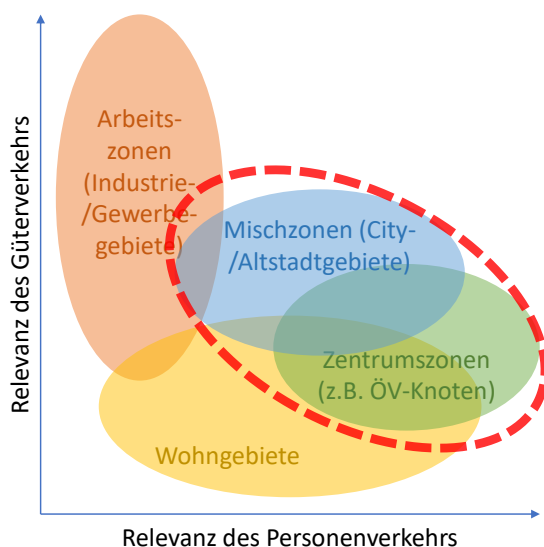 Relevanz des Güterverkehrs
Arbeits-
zonen
(Industrie-
/Gewerbe-
gebiete)
Mischzonen (City-
/Altstadtgebiete)
Zentrumszonen
(z.B. ÖV-Knoten)
Wohngebiete
Relevanz des Personenverkehrs